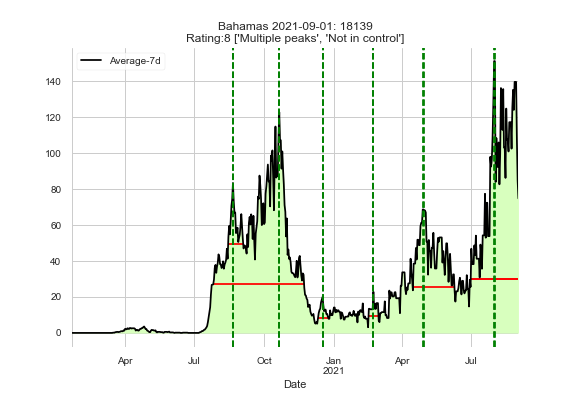 Bahamas 2021-09-01: 18139
Rating:8 ['Multiple peaks', 'Not in control']
Average-7d
140
120
100
80
60
40
20
0
Apr Jul Oct Jan Apr Jul
2021
Date